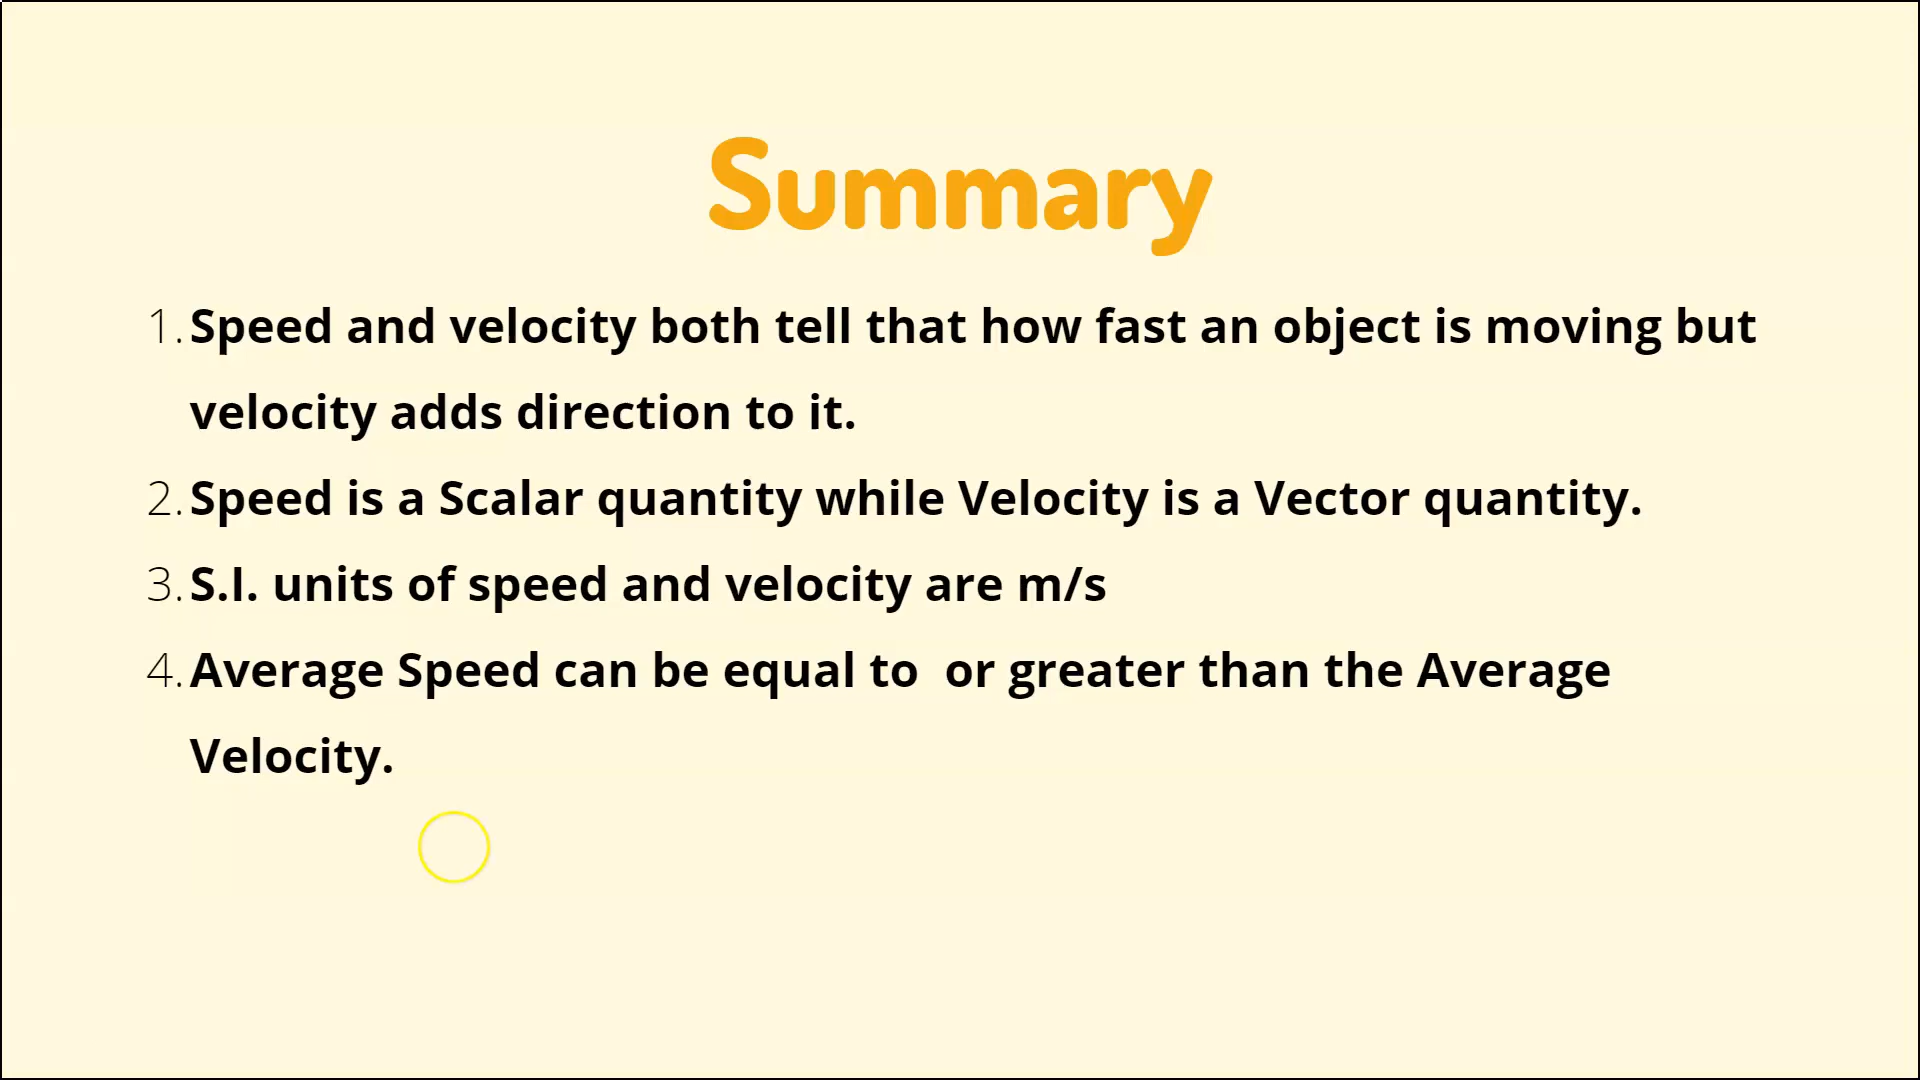 Summary
1. Speed and velocity both tell that how fast an object is moving but
velocity adds direction to it.
2. Speed is a Scalar quantity while Velocity is a Vector quantity.
3. S.I. units of speed and velocity are m/s
4. Average Speed can be equal to  or greater than the Average
Velocity.